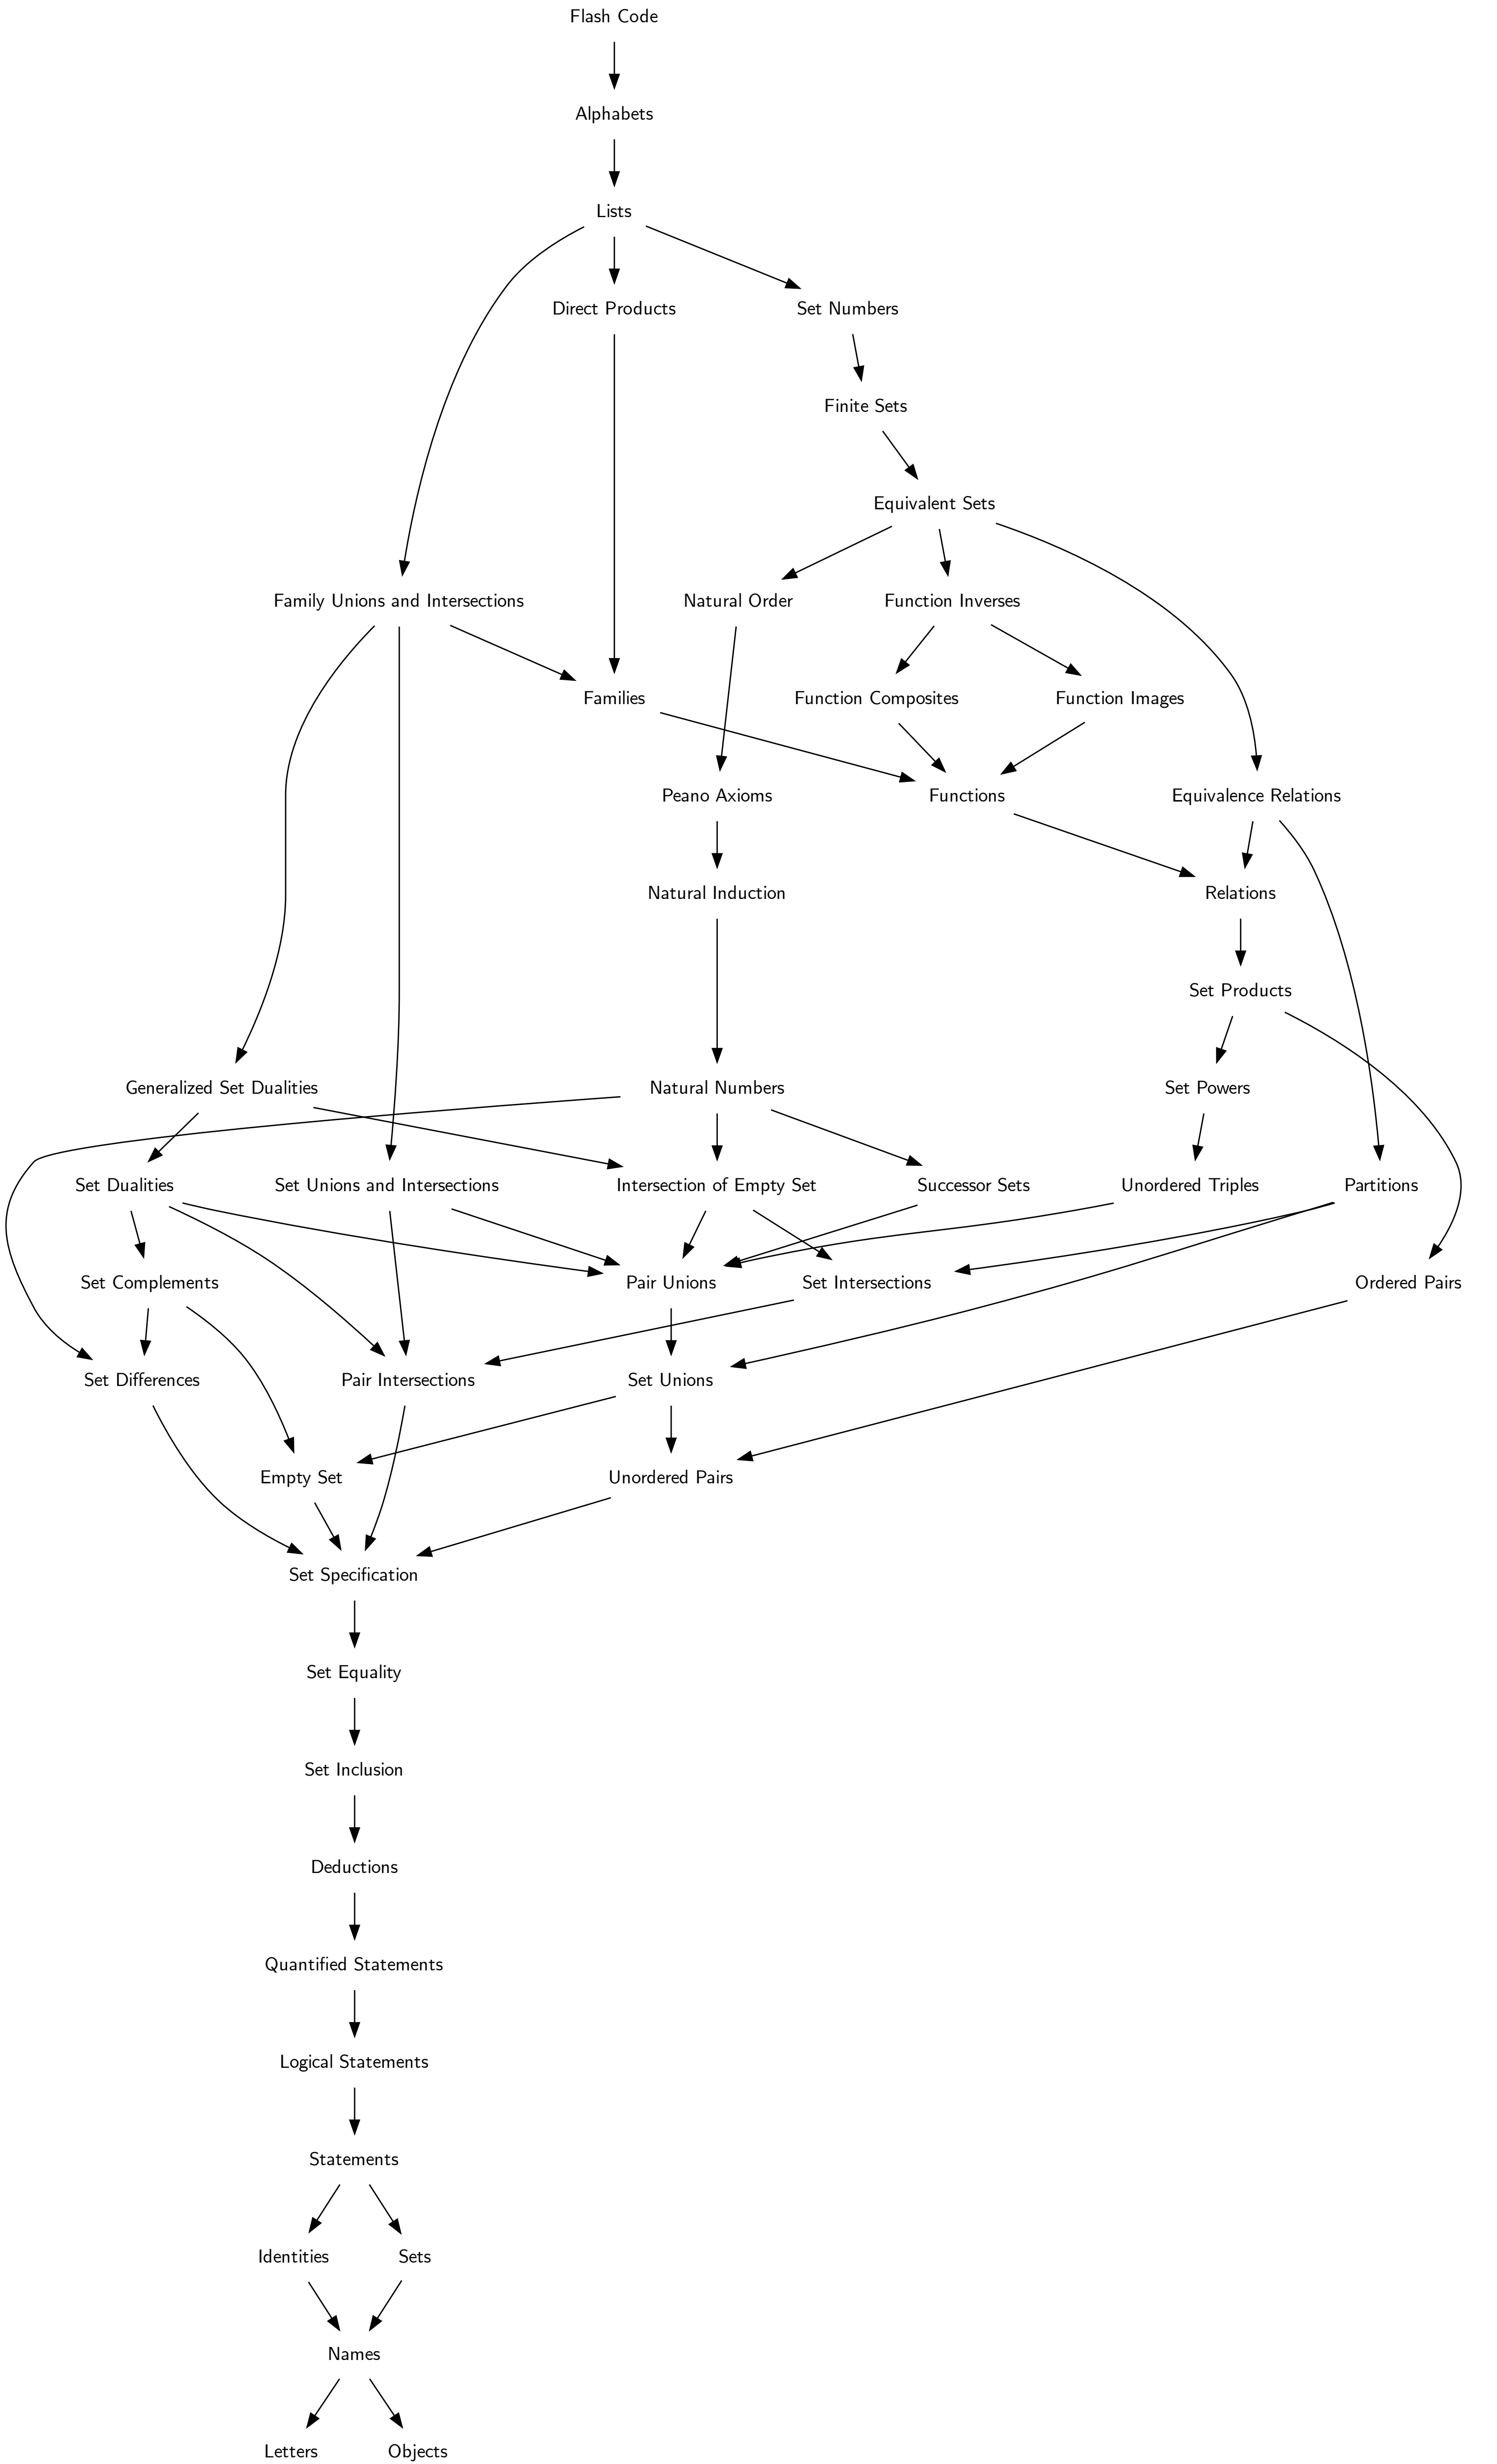 Flash Code
Alphabets
Lists
Direct Products
Set Numbers
Finite Sets
Equivalent Sets
Family Unions and Intersections
Natural Order
Function Inverses
Families
Function Composites
Function Images
Peano Axioms
Functions
Equivalence Relations
Natural Induction
Relations
Set Products
Generalized Set Dualities
Natural Numbers
Set Powers
Set Dualities
Set Unions and Intersections
Intersection of Empty Set
Successor Sets
Unordered Triples
Partitions
Set Complements
Pair Unions
Set Intersections
Ordered Pairs
Set Differences
Pair Intersections
Set Unions
Empty Set
Unordered Pairs
Set Specification
Set Equality
Set Inclusion
Deductions
Quantified Statements
Logical Statements
Statements
Identities
Sets
Names
Letters
Objects